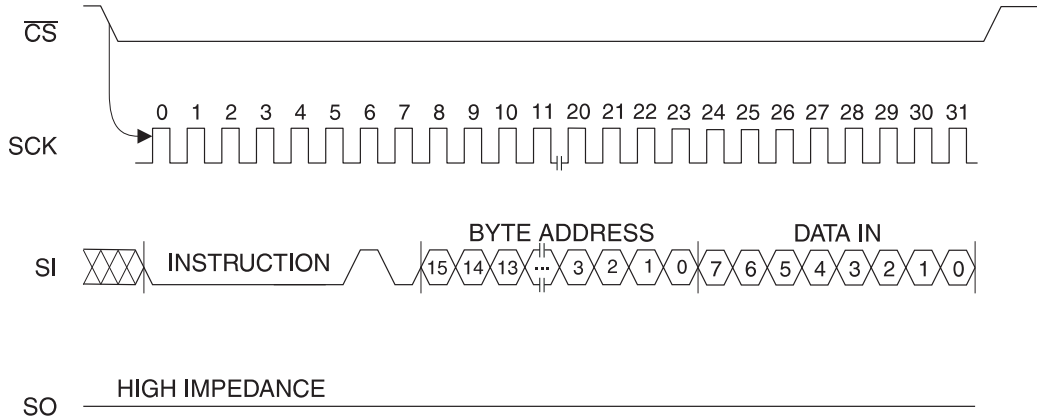 CS
0 1 2 3 4 5 6 7 8 9 10 11 20 21 22 23 24 25 26 27 28 29 30 31
SCK
BYTE ADDRESS DATA IN
SI INSTRUCTION 15 14 13 ... 3 2 1 0 7 6 5 4 3 2 1 0
HIGH IMPEDANCE
SO